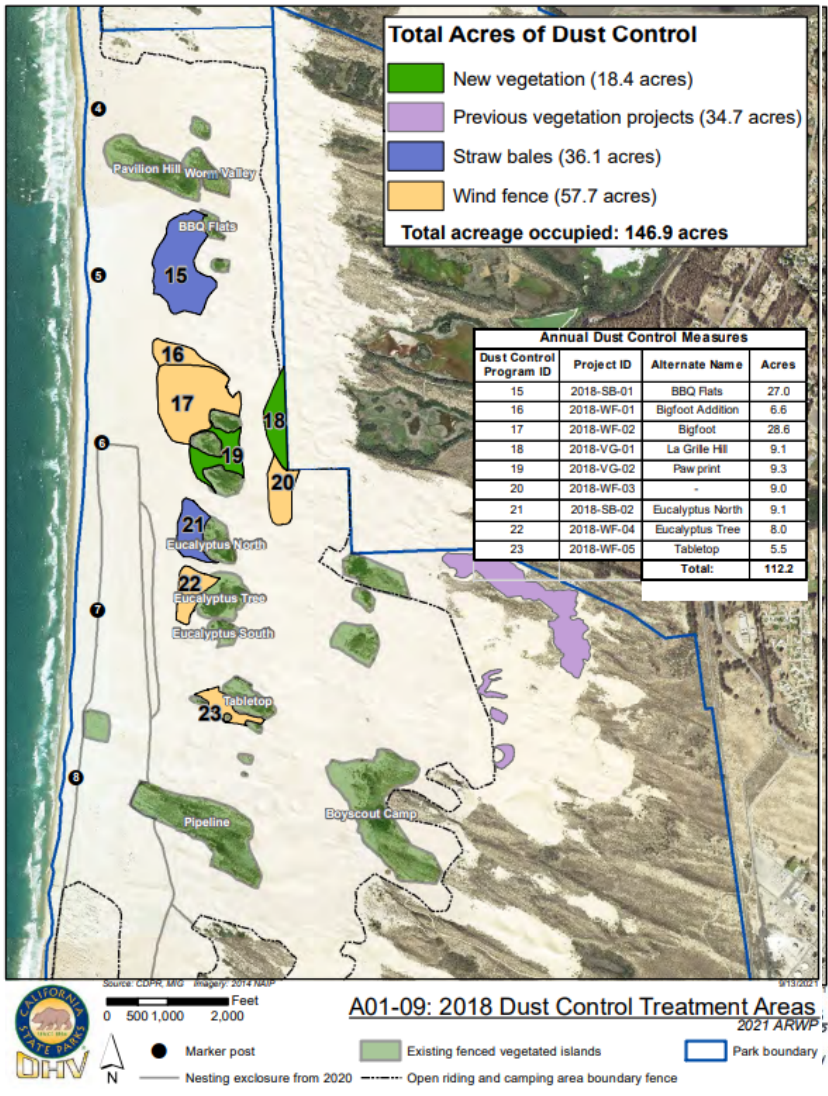 Total Acres of Dust Control
New vegetation (18.4 acres)
Previous vegetation projects (34.7 acres)
Straw bales (36.1 acres)
Wind fence (57.7 acres)
Total acreage occupied: 146.9 acres
4
Pavilion Hill Worm Valley
BBQ Flats
5
15
16
17
18
6
19
20
21
Eucalyptus North
22
Eucalyptus Tree
7
Eucalyptus South
Tabletop
23
8
Pipeline
Boyscout Camp
Annual Dust Control Measures
Dust Control Program ID Project ID Alternate Name Acres
15 2018-SB-01 BBQ Flats 27.0
16 2018-WF-01 Bigfoot Addition 6.6
17 2018-WF-02 Bigfoot 28.6
18 2018-VG-01 La Grille Hill 9.1
19 2018-VG-02 Paw print 9.3
20 2018-WF-03 - 9.0
21 2018-SB-02 Eucalyptus North 9.1
22 2018-WF-04 Eucalyptus Tree 8.0
23 2018-WF-05 Tabletop 5.5
Total: 112.2
Source: CDPR, MIG Imagery: 2014 NAIP
9/13/2021
CALIFORNIA
STATE PARKS
OHV
0 500 1,000 2,000
Feet
N
A01-09: 2018 Dust Control Treatment Areas
2021 ARWP
Marker post
Existing fenced vegetated islands
Park boundary
Nesting exclosure from 2020
Open riding and camping area boundary fence